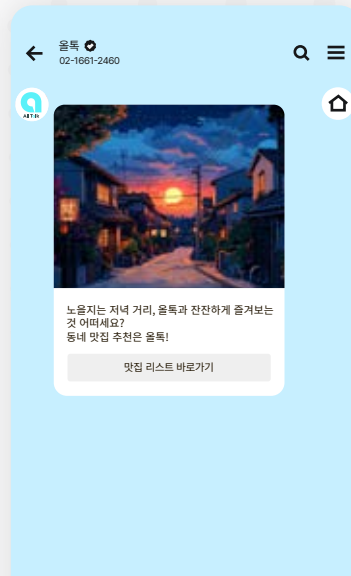 올톡
02-1661-2460
All Talk
노을지는 저녁 거리, 올톡과 잔잔하게 즐겨보는
것 어떠세요?
동네 맛집 추천은 올톡!
맛집 리스트 바로가기